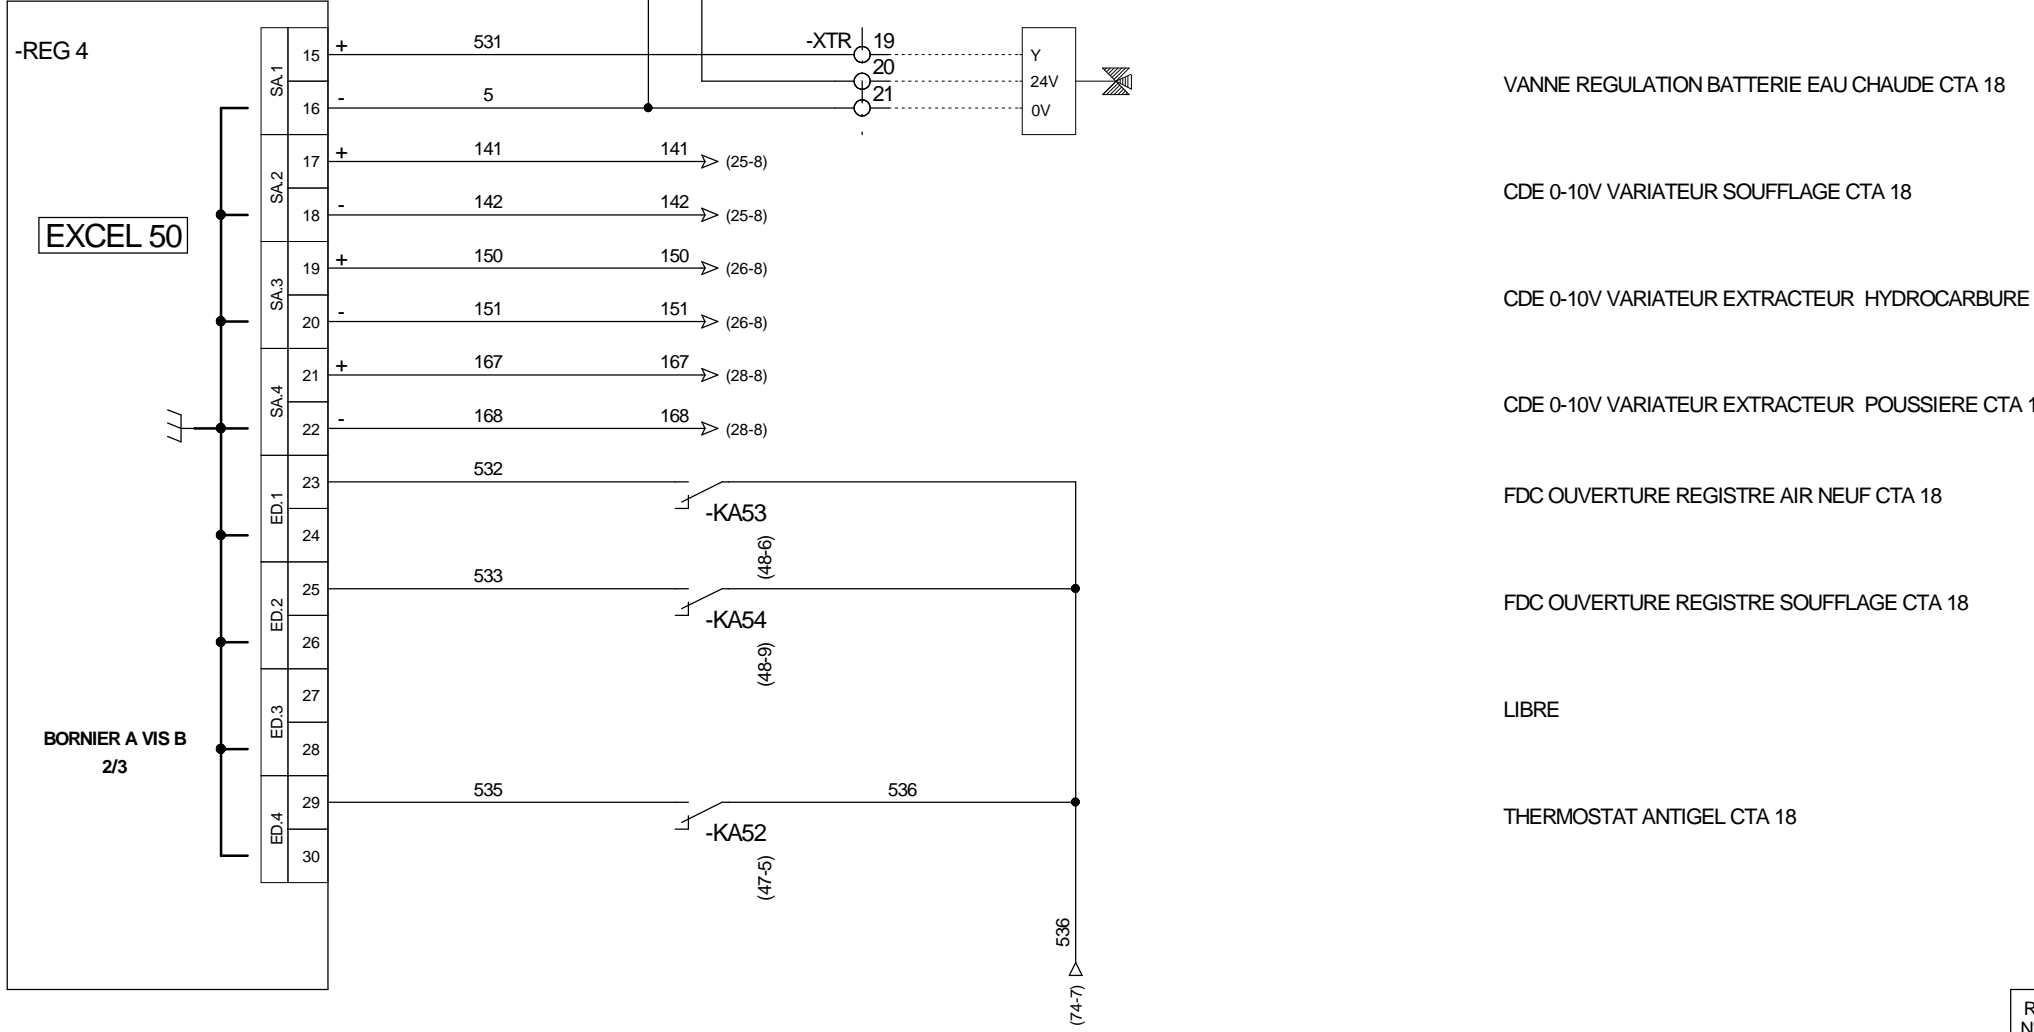 -REG 4
EXCEL 50
BORNIER A VIS B
2/3
SA.1
15
+
531
-XTR
19
Y
20
24V
16
-
5
21
0V
VANNE REGULATION BATTERIE EAU CHAUDE CTA 18
SA.2
17
+
141
141
(25-8)
18
-
142
142
(25-8)
CDE 0-10V VARIATEUR SOUFFLAGE CTA 18
SA.3
19
+
150
150
(26-8)
20
-
151
151
(26-8)
CDE 0-10V VARIATEUR EXTRACTEUR HYDROCARBURE
SA.4
21
+
167
167
(28-8)
22
-
168
168
(28-8)
CDE 0-10V VARIATEUR EXTRACTEUR POUSSIERE CTA 1
ED.1
23
532
-KA53
(48-6)
24
FDC OUVERTURE REGISTRE AIR NEUF CTA 18
ED.2
25
533
-KA54
(48-9)
26
FDC OUVERTURE REGISTRE SOUFFLAGE CTA 18
ED.3
27
28
LIBRE
ED.4
29
535
-KA52
(47-5)
536
30
THERMOSTAT ANTIGEL CTA 18
536
(74-7)